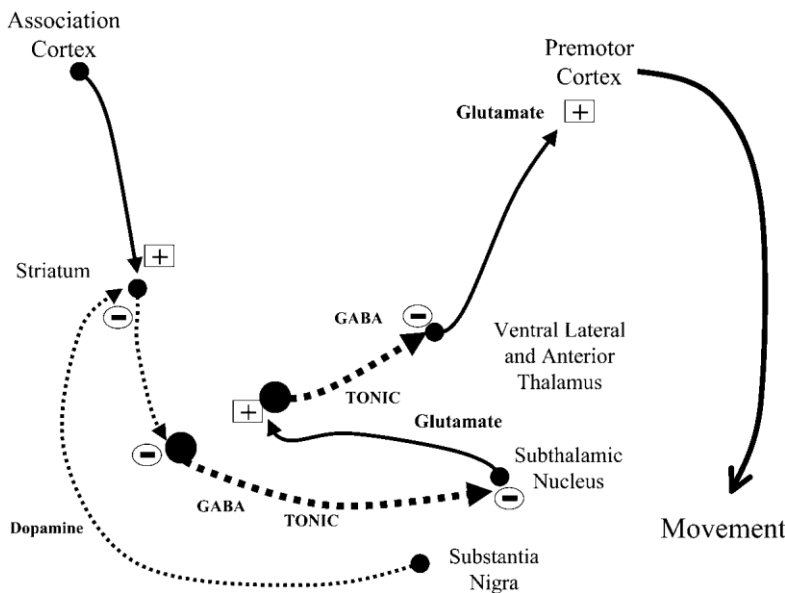 Association
Cortex
Premotor
Cortex
Glutamate
+
+
Striatum
GABA
TONIC
Ventral Lateral
and Anterior
Thalamus
+
Glutamate
Subthalamic
Nucleus
GABA
TONIC
Dopamine
Movement
Substantia
Nigra